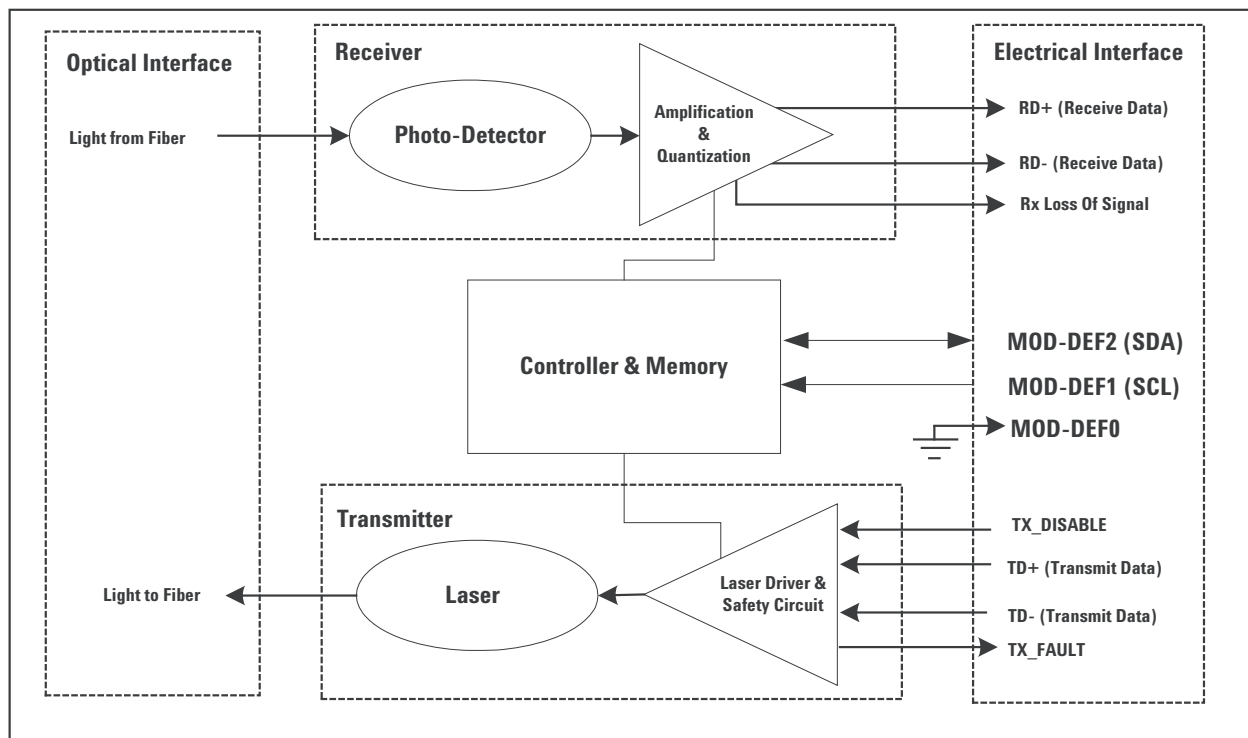 Optical Interface
Receiver
Electrical Interface
Light from Fiber
Photo-Detector
Amplification
&
Quantization
RD+ (Receive Data)
RD- (Receive Data)
Rx Loss Of Signal
Controller & Memory
MOD-DEF2 (SDA)
MOD-DEF1 (SCL)
MOD-DEF0
Transmitter
Light to Fiber
Laser
Laser Driver &
Safety Circuit
TX_DISABLE
TD+ (Transmit Data)
TD- (Transmit Data)
TX_FAULT